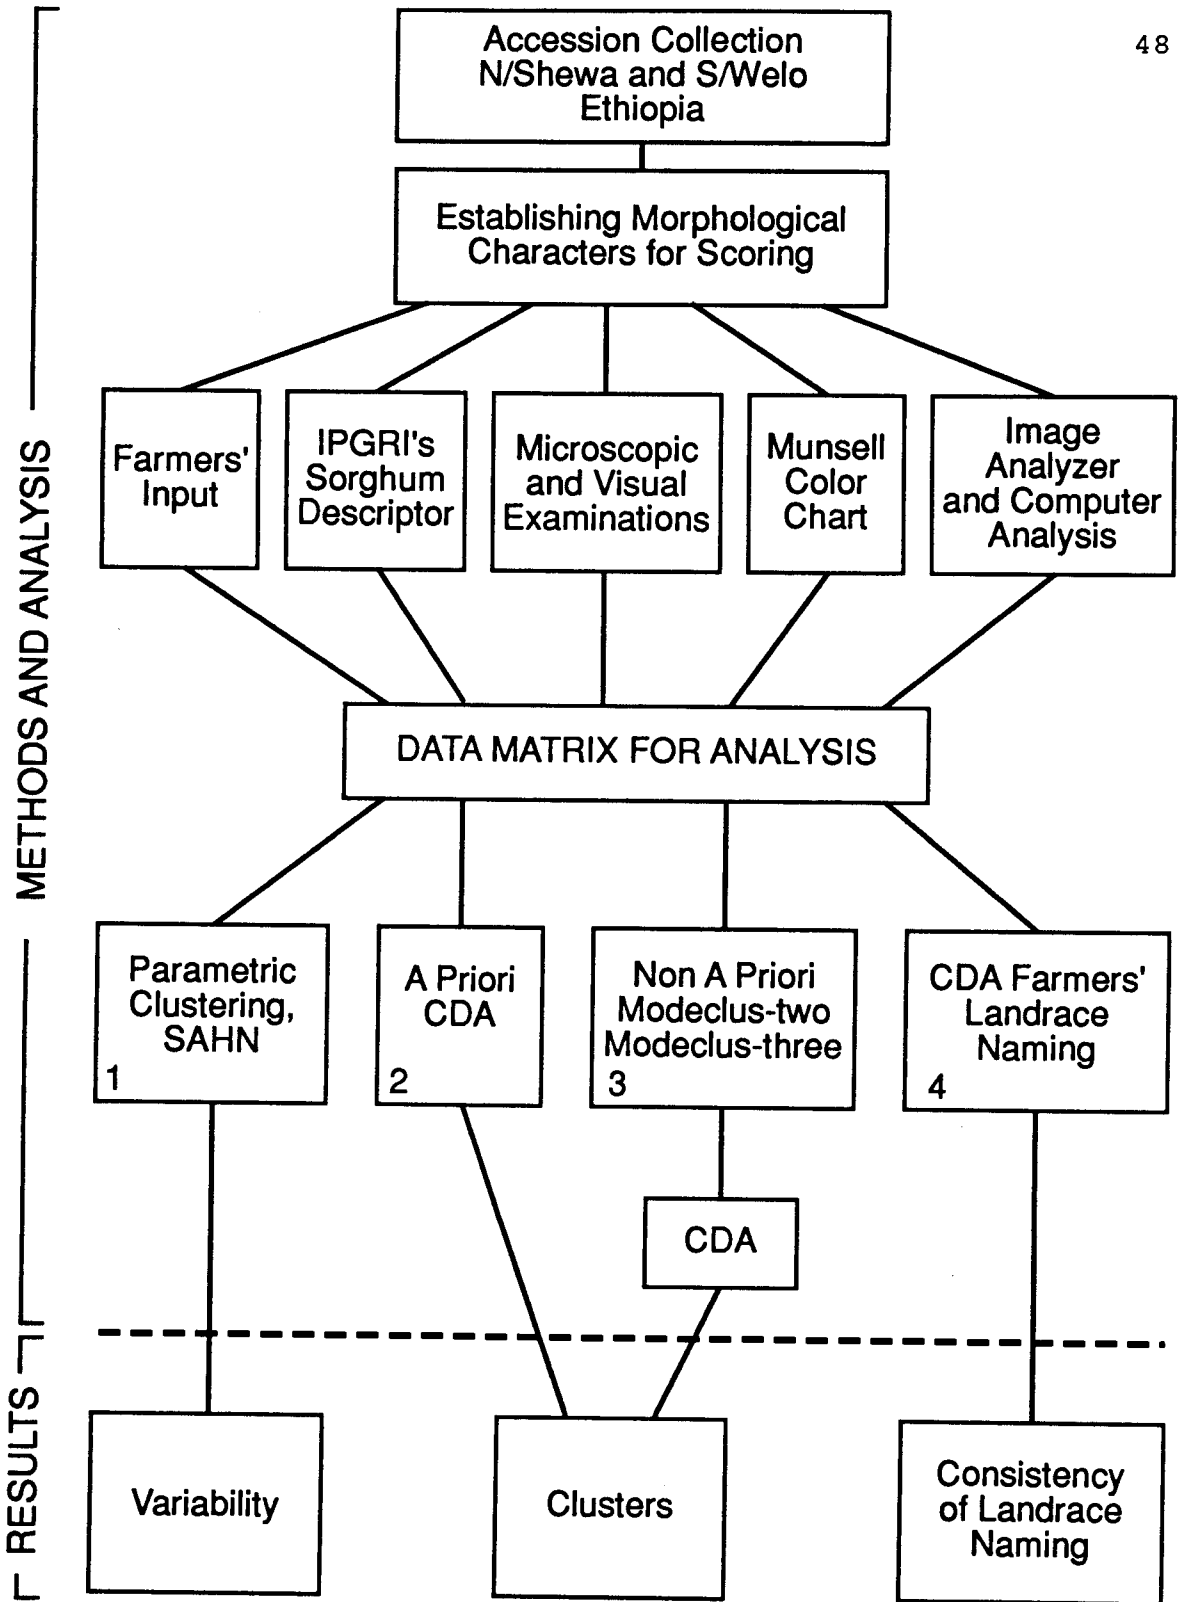 48
Accession Collection
N/Shewa and S/Welo
Ethiopia
Establishing Morphological
Characters for Scoring
Farmers'
Input
IPGRI's
Sorghum
Descriptor
Microscopic
and Visual
Examinations
Munsell
Color
Chart
Image
Analyzer
and Computer
Analysis
METHODS AND ANALYSIS
DATA MATRIX FOR ANALYSIS
Parametric
Clustering,
SAHN
1
A Priori
CDA
2
Non A Priori
Modeclus-two
Modeclus-three
3
CDA Farmers'
Landrace
Naming
4
CDA
RESULTS
Variability
Clusters
Consistency
of Landrace
Naming